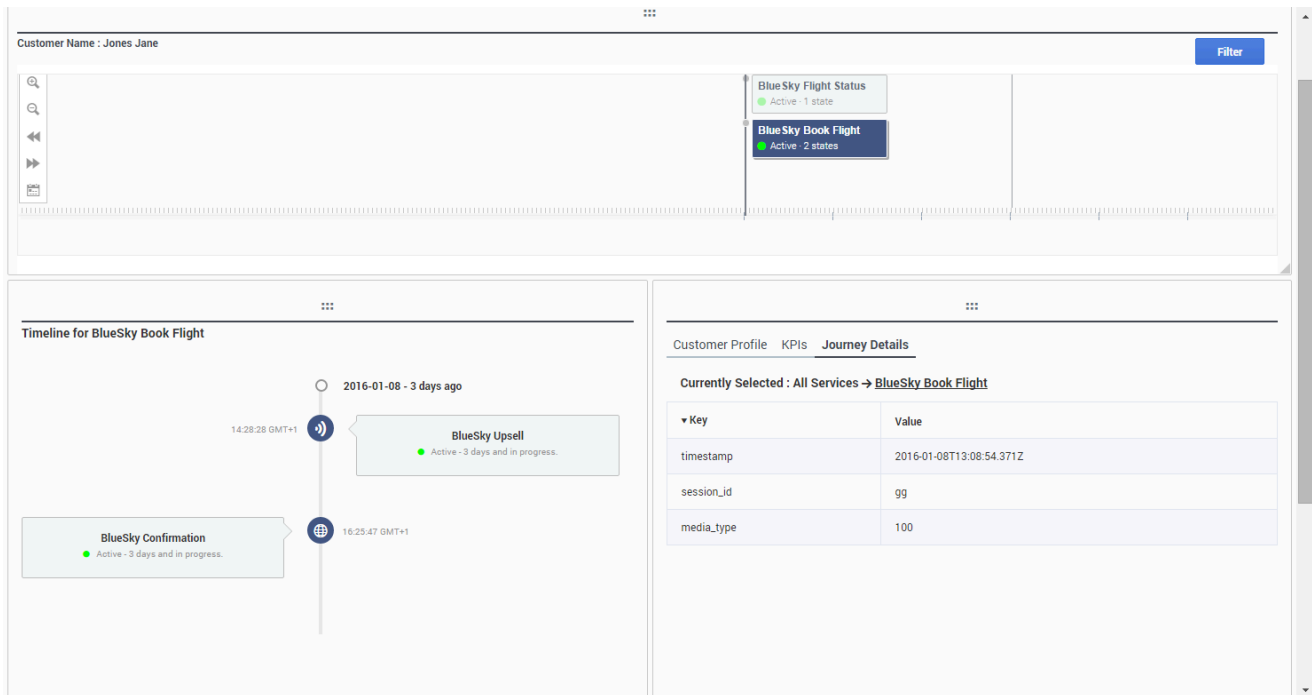 Customer Name : Jones Jane
Filter
BlueSky Flight Status
Active - 1 state
BlueSky Book Flight
Active - 2 states
Timeline for BlueSky Book Flight
2016-01-08 - 3 days ago
14:28:28 GMT+1
BlueSky Upsell
Active - 3 days and in progress.
BlueSky Confirmation
Active - 3 days and in progress.
16:25:47 GMT+1
Customer Profile KPIs Journey Details
Currently Selected : All Services → BlueSky Book Flight
▾ Key Value
timestamp 2016-01-08T13:08:54.371Z
session_id gg
media_type 100